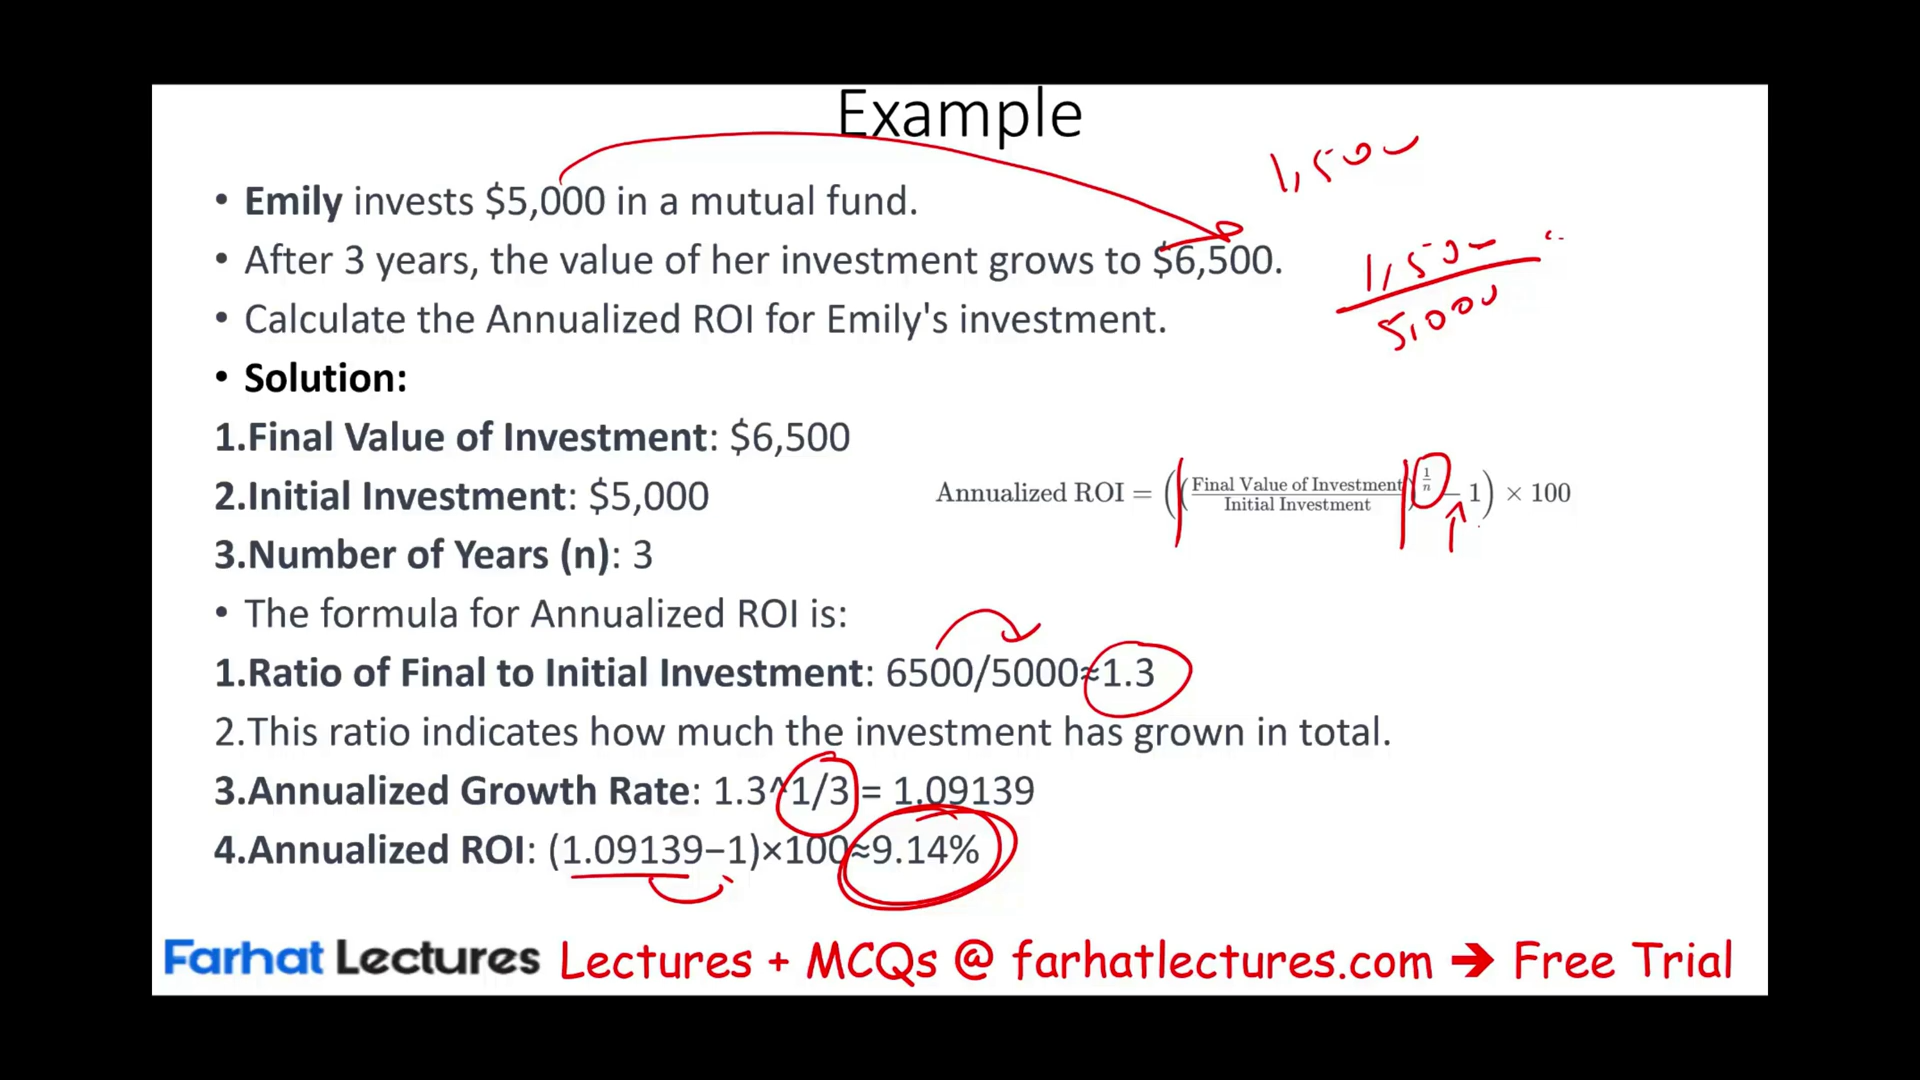 Example
1,500
• Emily invests $5,000 in a mutual fund.
• After 3 years, the value of her investment grows to $6,500.
1,500
5,000
• Calculate the Annualized ROI for Emily's investment.
• Solution:
1.Final Value of Investment: $6,500
2.Initial Investment: $5,000
Annualized ROI = ((Final Value of Investment / Initial Investment)^1/n − 1) × 100
3.Number of Years (n): 3
• The formula for Annualized ROI is:
1.Ratio of Final to Initial Investment: 6500/5000≈1.3
2.This ratio indicates how much the investment has grown in total.
3.Annualized Growth Rate: 1.3^1/3 = 1.09139
4.Annualized ROI: (1.09139−1)×100≈9.14%
Farhat Lectures Lectures + MCQs @ farhatlectures.com → Free Trial